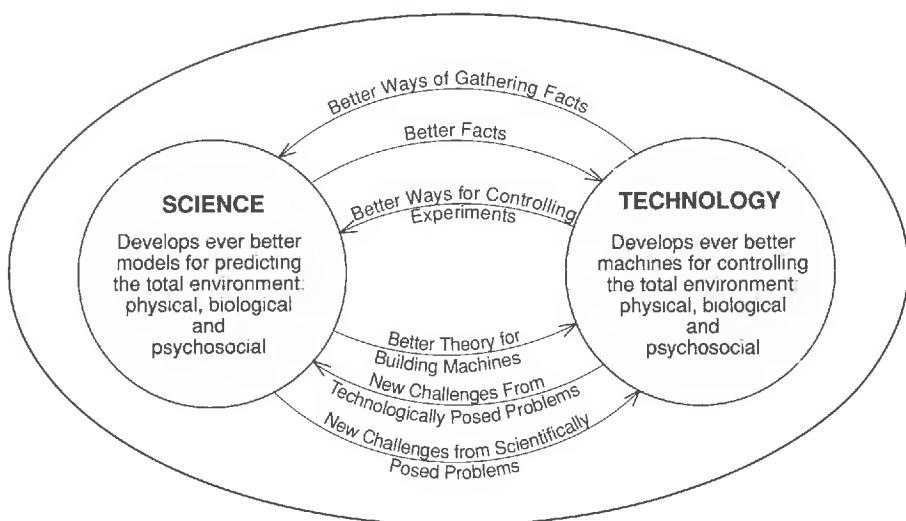 Better Ways of Gathering Facts
Better Facts
Better Ways for Controlling
Experiments
SCIENCE
Develops ever better
models for predicting
the total environment:
physical, biological
and
psychosocial
TECHNOLOGY
Develops ever better
machines for controlling
the total environment:
physical, biological
and
psychosocial
Better Theory for
Building Machines
New Challenges From
Technologically Posed Problems
New Challenges from Scientifically
Posed Problems